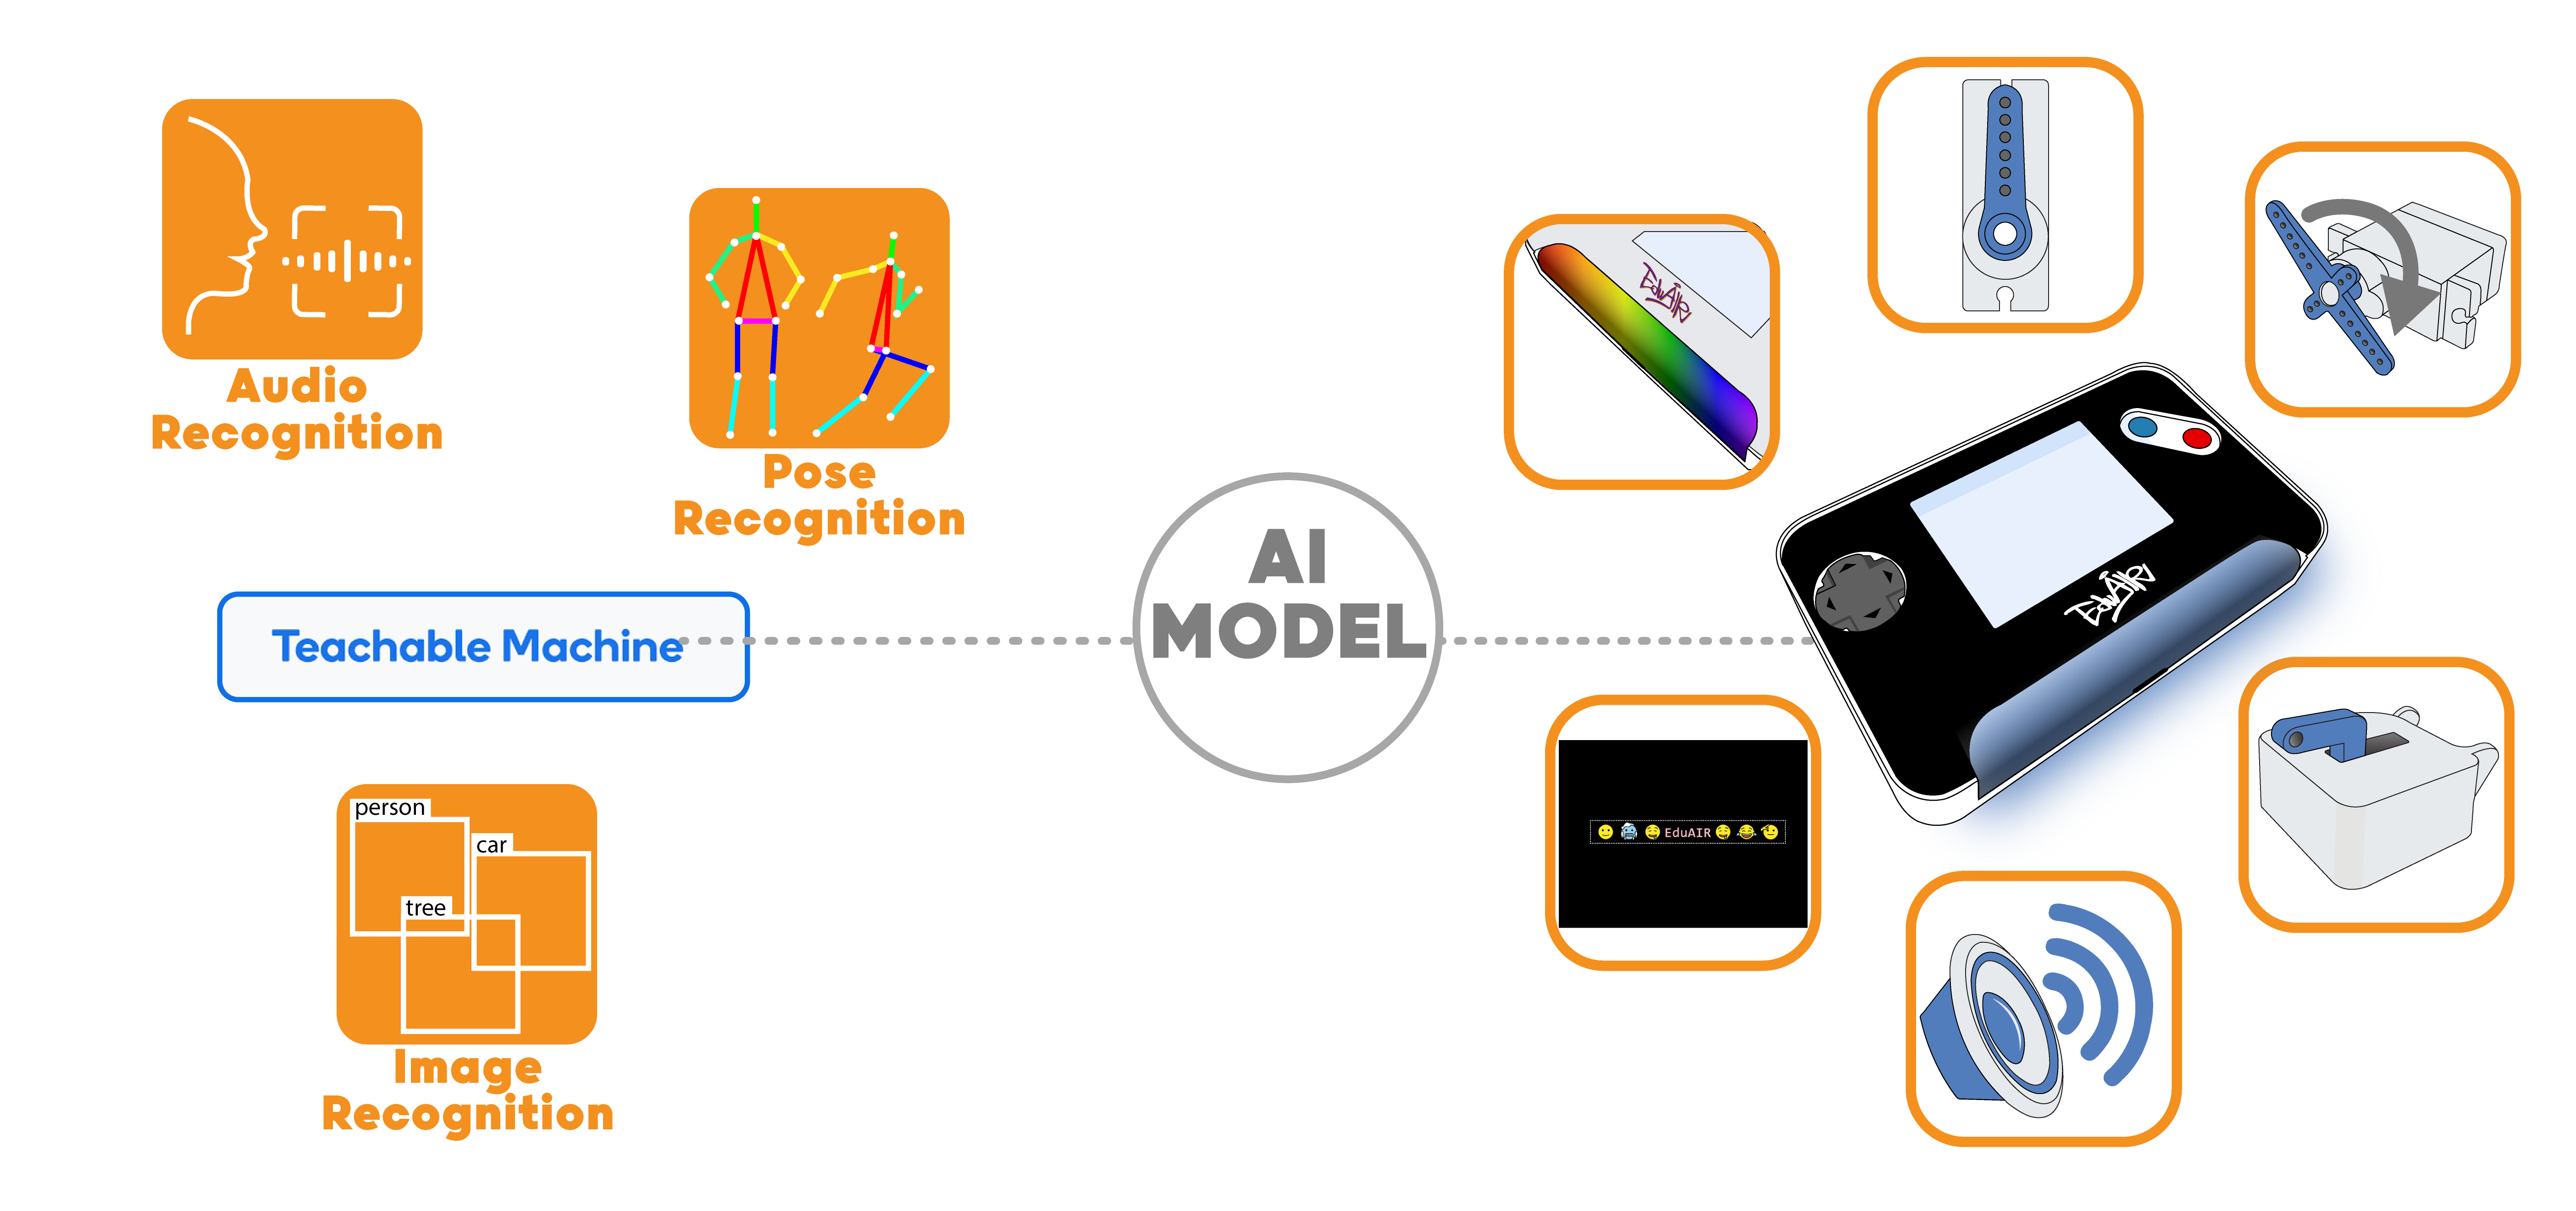 Audio
Recognition
Pose
Recognition
Teachable Machine
person
car
tree
Image
Recognition
AI
MODEL
EduAIR
EduAIR
EduAIR